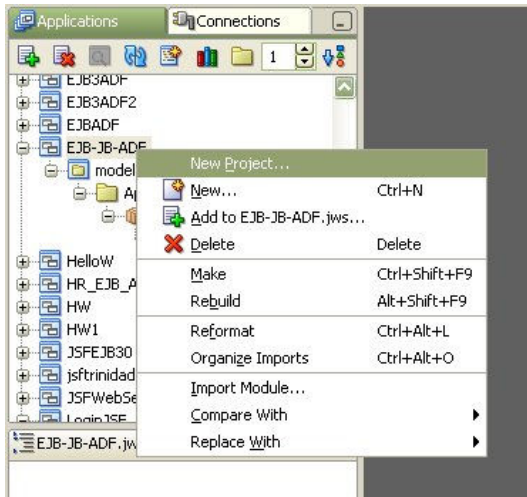 Applications
Connections
1
EJB3ADF
EJB3ADF2
EJBADF
EJB-JB-ADF
model
New Project...
New... Ctrl+N
Add to EJB-JB-ADF.jws...
Delete Delete
Make Ctrl+Shift+F9
Rebuild Alt+Shift+F9
Reformat Ctrl+Alt+L
Organize Imports Ctrl+Alt+O
Import Module...
Compare With
Replace With
HelloW
HR_EJB_A
HW
HW1
JSFEJB30
jsftrinidad
JSFWebSe
LoginJSF
EJB-JB-ADF.jw